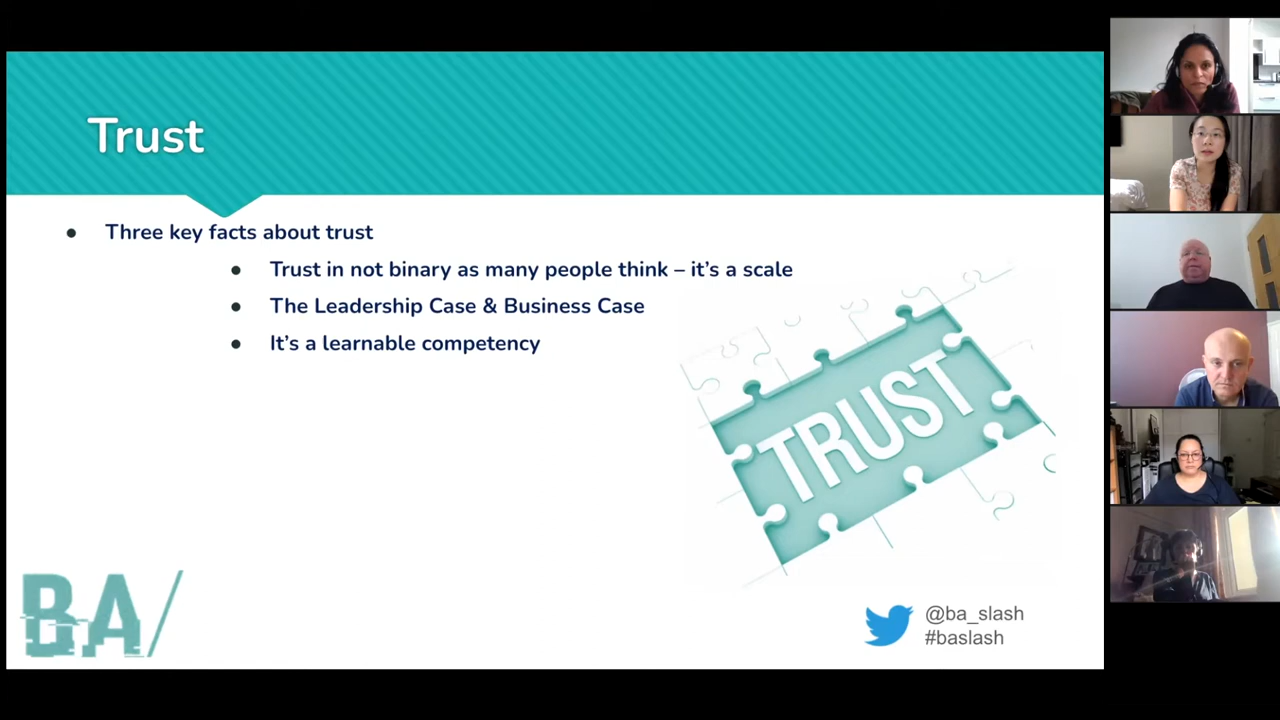 Trust
● Three key facts about trust
● Trust in not binary as many people think – it's a scale
● The Leadership Case & Business Case
● It's a learnable competency
TRUST
BA/
@ba_slash
#baslash